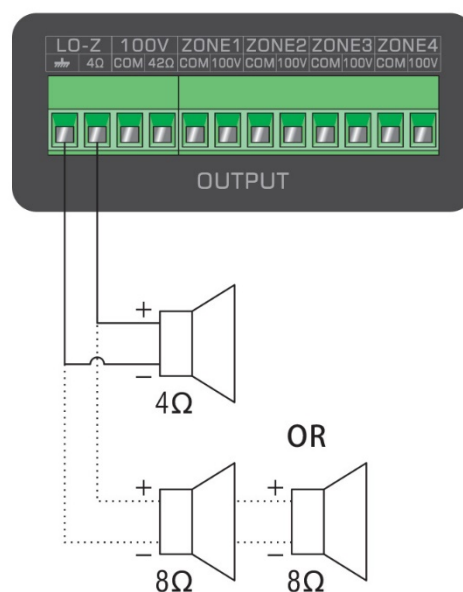 LO-Z 100V ZONE1 ZONE2 ZONE3 ZONE4
4Ω COM 42Ω COM 100V COM 100V COM 100V COM 100V
OUTPUT
+
−
4Ω
OR
+ +
− −
8Ω 8Ω